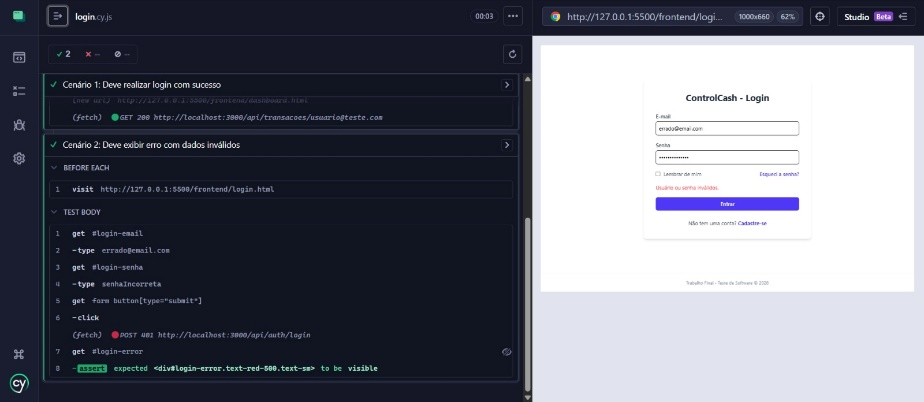 login.cy.js
00:03
http://127.0.0.1:5500/frontend/logi...
1000x660
62%
Studio
Beta
2
--
--
Cenário 1: Deve realizar login com sucesso
(new url) http://127.0.0.1:5500/frontend/dashboard.html
(fetch) GET 200 http://localhost:3000/api/transacoes/usuario@teste.com
Cenário 2: Deve exibir erro com dados inválidos
BEFORE EACH
1 visit http://127.0.0.1:5500/frontend/login.html
TEST BODY
1 get #login-email
2 -type errado@email.com
3 get #login-senha
4 -type senhaIncorreta
5 get form button[type="submit"]
6 -click
(fetch) POST 401 http://localhost:3000/api/auth/login
7 get #login-error
8 -assert expected <div#login-error.text-red-500.text-sm> to be visible
cy
ControlCash - Login
E-mail
errado@email.com
Senha
Lembrar de mim
Esqueci a senha?
Usuário ou senha inválidos.
Entrar
Não tem uma conta? Cadastre-se
Trabalho Final - Teste de Software © 2025